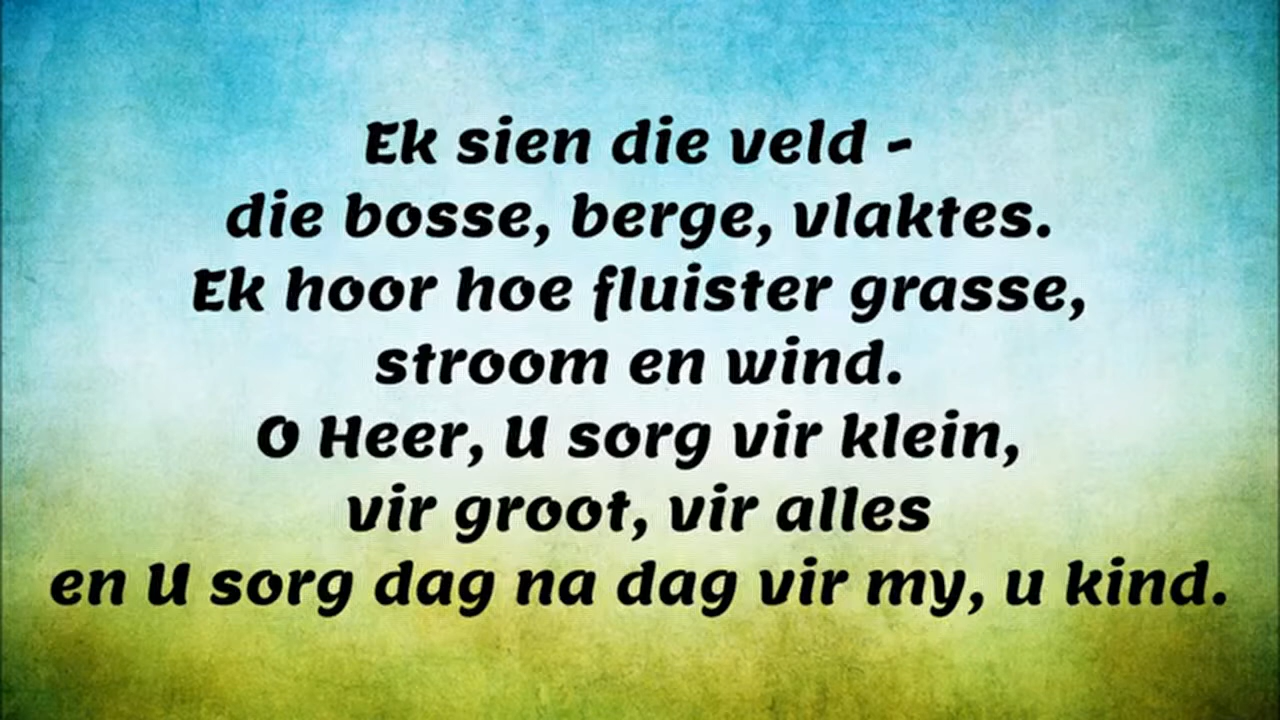 Ek sien die veld -
die bosse, berge, vlaktes.
Ek hoor hoe fluister grasse,
stroom en wind.
O Heer, U sorg vir klein,
vir groot, vir alles
en U sorg dag na dag vir my, u kind.